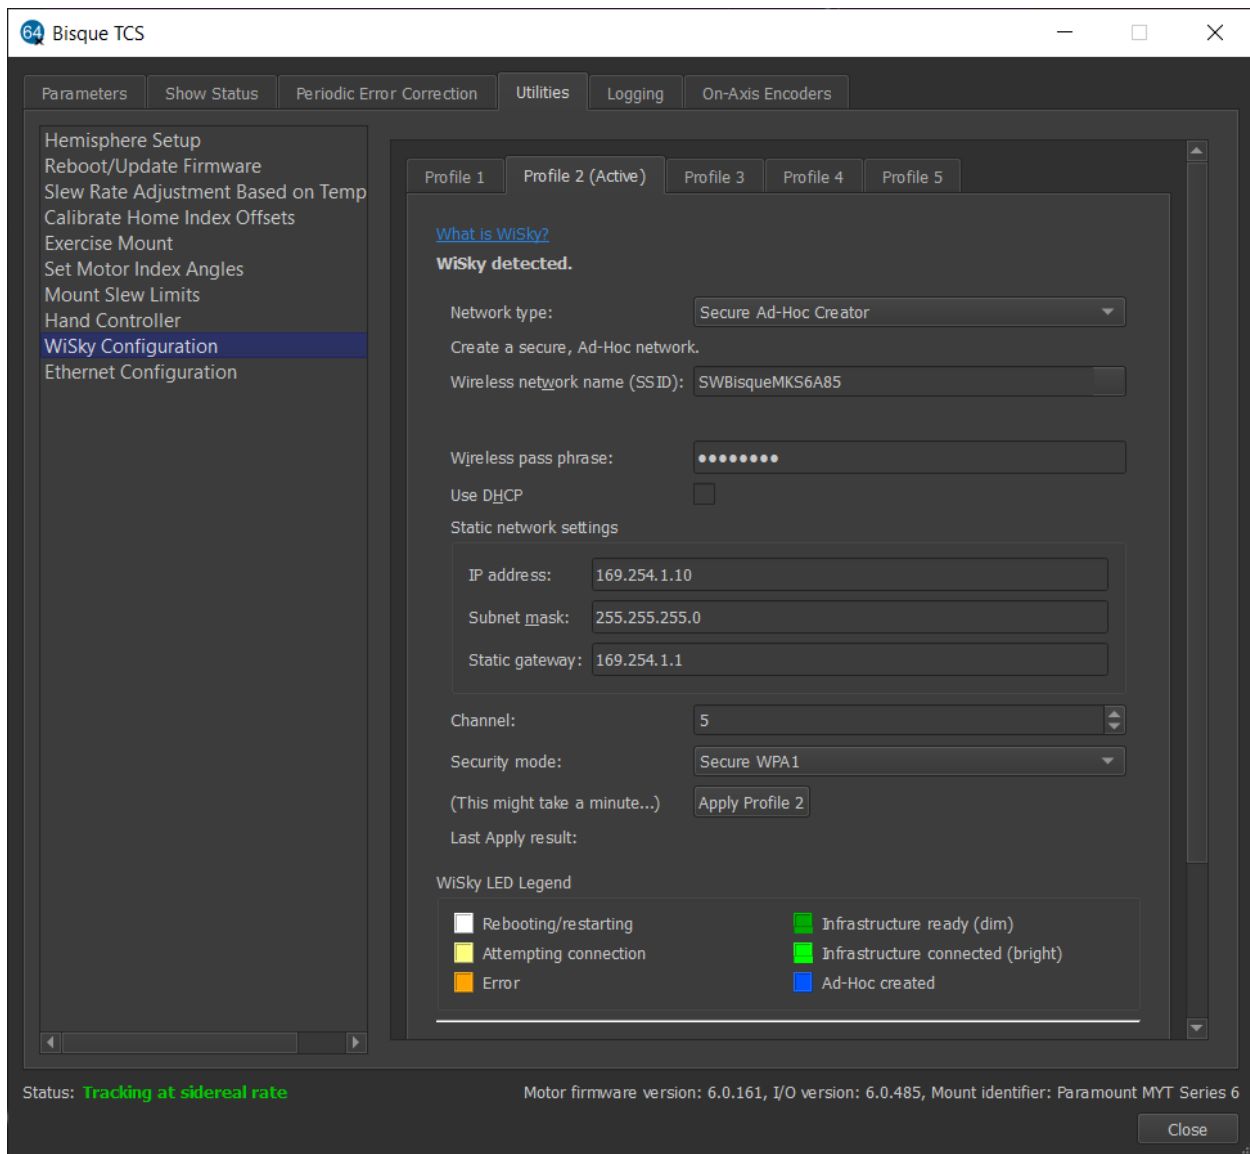 64
x
Bisque TCS
Parameters
Show Status
Periodic Error Correction
Utilities
Logging
On-Axis Encoders
Hemisphere Setup
Reboot/Update Firmware
Slew Rate Adjustment Based on Temp
Calibrate Home Index Offsets
Exercise Mount
Set Motor Index Angles
Mount Slew Limits
Hand Controller
WiSky Configuration
Ethernet Configuration
Profile 1
Profile 2 (Active)
Profile 3
Profile 4
Profile 5
What is WiSky?
WiSky detected.
Network type: Secure Ad-Hoc Creator
Create a secure, Ad-Hoc network.
Wireless network name (SSID): SWBisqueMKS6A85
Wireless pass phrase: ●●●●●●●●
Use DHCP
Static network settings
IP address: 169.254.1.10
Subnet mask: 255.255.255.0
Static gateway: 169.254.1.1
Channel: 5
Security mode: Secure WPA1
(This might take a minute...) Apply Profile 2
Last Apply result:
WiSky LED Legend
Rebooting/restarting
Infrastructure ready (dim)
Attempting connection
Infrastructure connected (bright)
Error
Ad-Hoc created
Status: Tracking at sidereal rate
Motor firmware version: 6.0.161, I/O version: 6.0.485, Mount identifier: Paramount MYT Series 6
Close